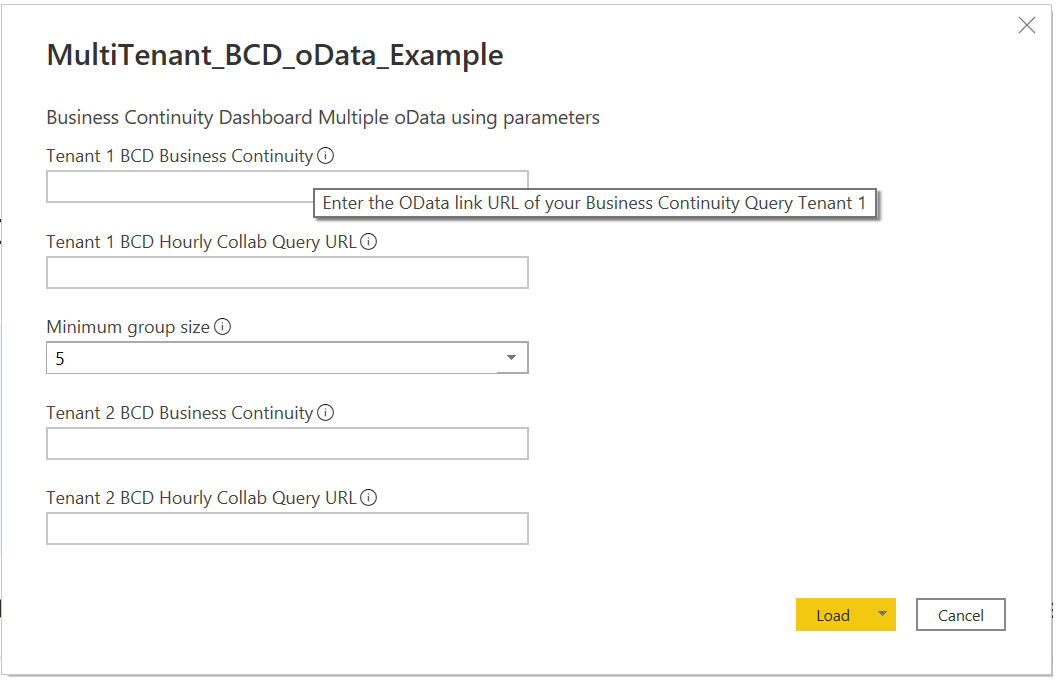 MultiTenant_BCD_oData_Example
Business Continuity Dashboard Multiple oData using parameters
Tenant 1 BCD Business Continuity
Enter the OData link URL of your Business Continuity Query Tenant 1
Tenant 1 BCD Hourly Collab Query URL
Minimum group size
5
Tenant 2 BCD Business Continuity
Tenant 2 BCD Hourly Collab Query URL
Load
Cancel